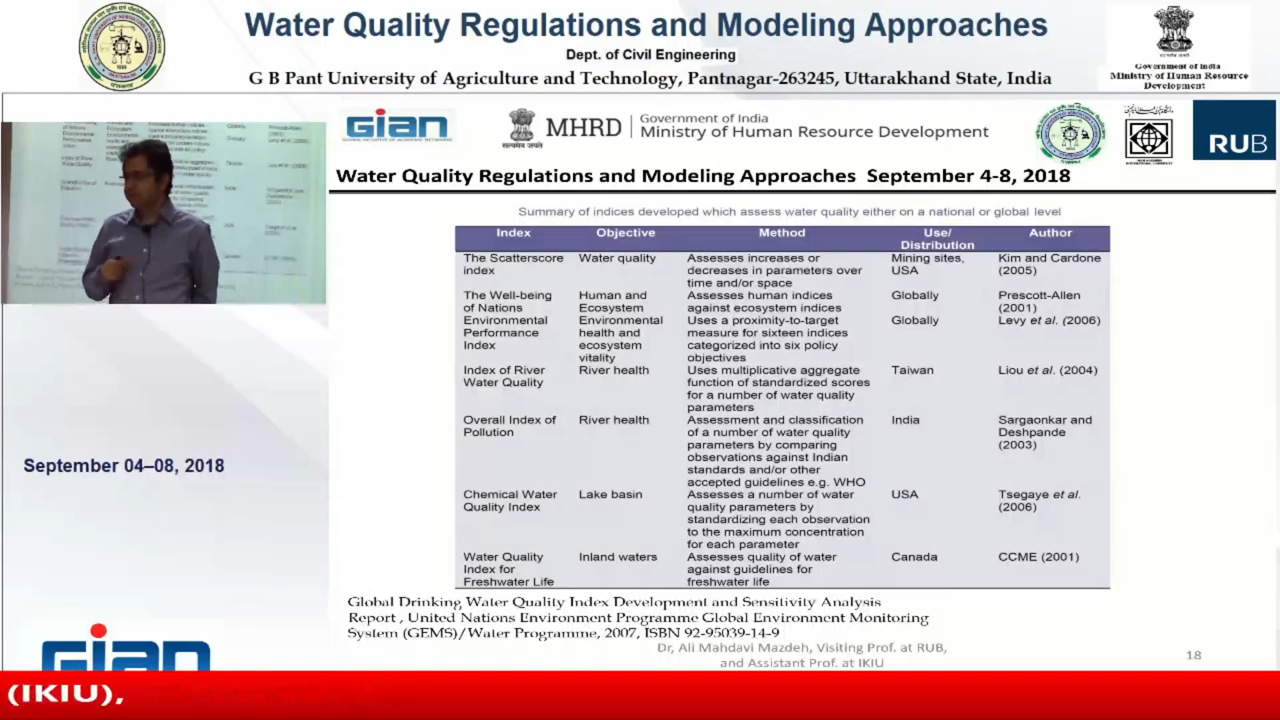 Water Quality Regulations and Modeling Approaches
Dept. of Civil Engineering
G B Pant University of Agriculture and Technology, Pantnagar-263245, Uttarakhand State, India
Government of India
Ministry of Human Resource
Development
GIAN
GLOBAL INITIATIVE OF ACADEMIC NETWORKS
सत्यमेव जयते
MHRD
Government of India
Ministry of Human Resource Development
RUB
Water Quality Regulations and Modeling Approaches September 4-8, 2018
Summary of indices developed which assess water quality either on a national or global level
Index Objective Method Use/ Author
Distribution
The Scatterscore Water quality Assesses increases or Mining sites, Kim and Cardone
index decreases in parameters over USA (2005)
time and/or space
The Well-being Human and Assesses human indices Globally Prescott-Allen
of Nations Ecosystem against ecosystem indices (2001)
Environmental Environmental Uses a proximity-to-target Globally Levy et al. (2006)
Performance health and measure for sixteen indices
Index ecosystem categorized into six policy
vitality objectives
Index of River River health Uses multiplicative aggregate Taiwan Liou et al. (2004)
Water Quality function of standardized scores
for a number of water quality
parameters
Overall Index of River health Assessment and classification India Sargaonkar and
Pollution of a number of water quality Deshpande
parameters by comparing (2003)
observations against Indian
standards and/or other
accepted guidelines e.g. WHO
Chemical Water Lake basin Assesses a number of water USA Tsegaye et al.
Quality Index quality parameters by (2006)
standardizing each observation
to the maximum concentration
for each parameter
Water Quality Inland waters Assesses quality of water Canada CCME (2001)
Index for against guidelines for
Freshwater Life freshwater life
Global Drinking Water Quality Index Development and Sensitivity Analysis
Report , United Nations Environment Programme Global Environment Monitoring
System (GEMS)/Water Programme, 2007, ISBN 92-95039-14-9
Dr, Ali Mahdavi Mazdeh, Visiting Prof. at RUB,
and Assistant Prof. at IKIU
18
September 04–08, 2018
GIAN
(IKIU),